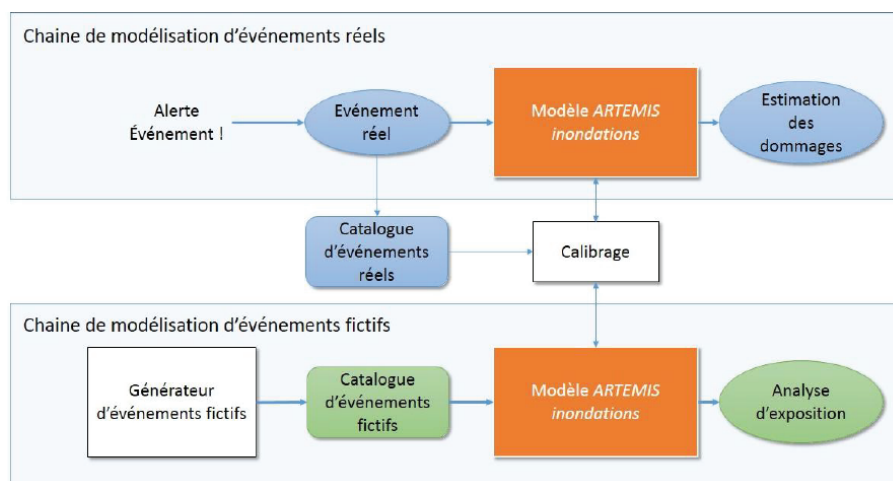 Chaine de modélisation d'événements réels
Alerte
Événement !
Evénement
réel
Modèle ARTEMIS
inondations
Estimation
des
dommages
Catalogue
d'événements
réels
Calibrage
Chaine de modélisation d'événements fictifs
Générateur
d'événements fictifs
Catalogue
d'événements
fictifs
Modèle ARTEMIS
inondations
Analyse
d'exposition